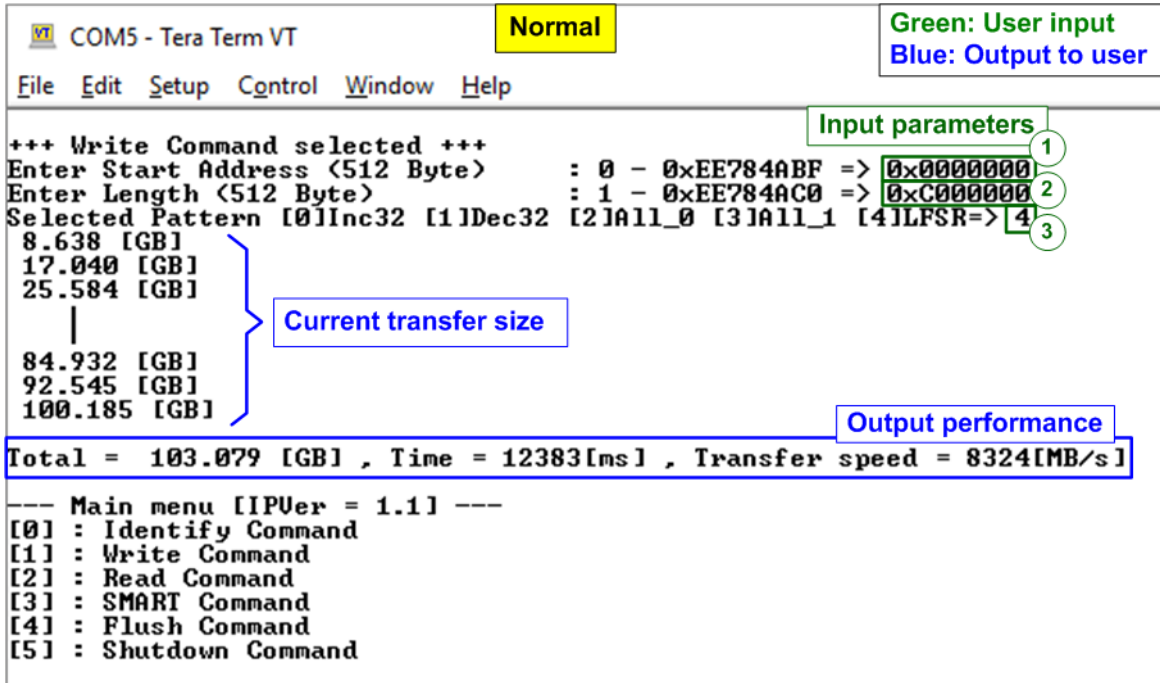 VT COM5 - Tera Term VT
Normal
Green: User input
Blue: Output to user
File Edit Setup Control Window Help
Input parameters
+++ Write Command selected +++
1
Enter Start Address (512 Byte) : 0 - 0xEE784ABF => 0x0000000
Enter Length (512 Byte) : 1 - 0xEE784AC0 => 0xC000000 2
Selected Pattern [0]Inc32 [1]Dec32 [2]All_0 [3]All_1 [4]LFSR=> 4
3
8.638 [GB]
17.040 [GB]
25.584 [GB]
Current transfer size
84.932 [GB]
92.545 [GB]
100.185 [GB]
Output performance
Total = 103.079 [GB] , Time = 12383[ms] , Transfer speed = 8324[MB/s]
--- Main menu [IPVer = 1.1] ---
[0] : Identify Command
[1] : Write Command
[2] : Read Command
[3] : SMART Command
[4] : Flush Command
[5] : Shutdown Command